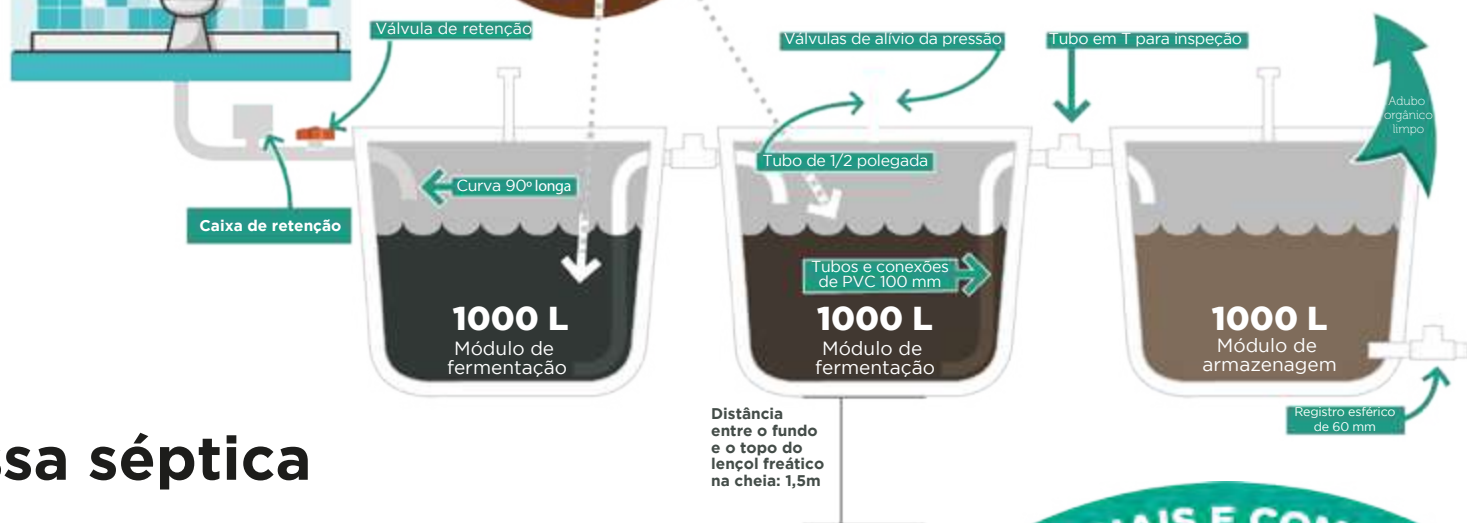 Válvula de retenção
Válvulas de alívio da pressão
Tubo em T para inspeção
Adubo
orgânico
limpo
Tubo de 1/2 polegada
Curva 90º longa
Caixa de retenção
Tubos e conexões
de PVC 100 mm
1000 L
Módulo de
fermentação
1000 L
Módulo de
fermentação
1000 L
Módulo de
armazenagem
Registro esférico
de 60 mm
Distância
entre o fundo
e o topo do
lençol freático
na cheia: 1,5m
ssa séptica